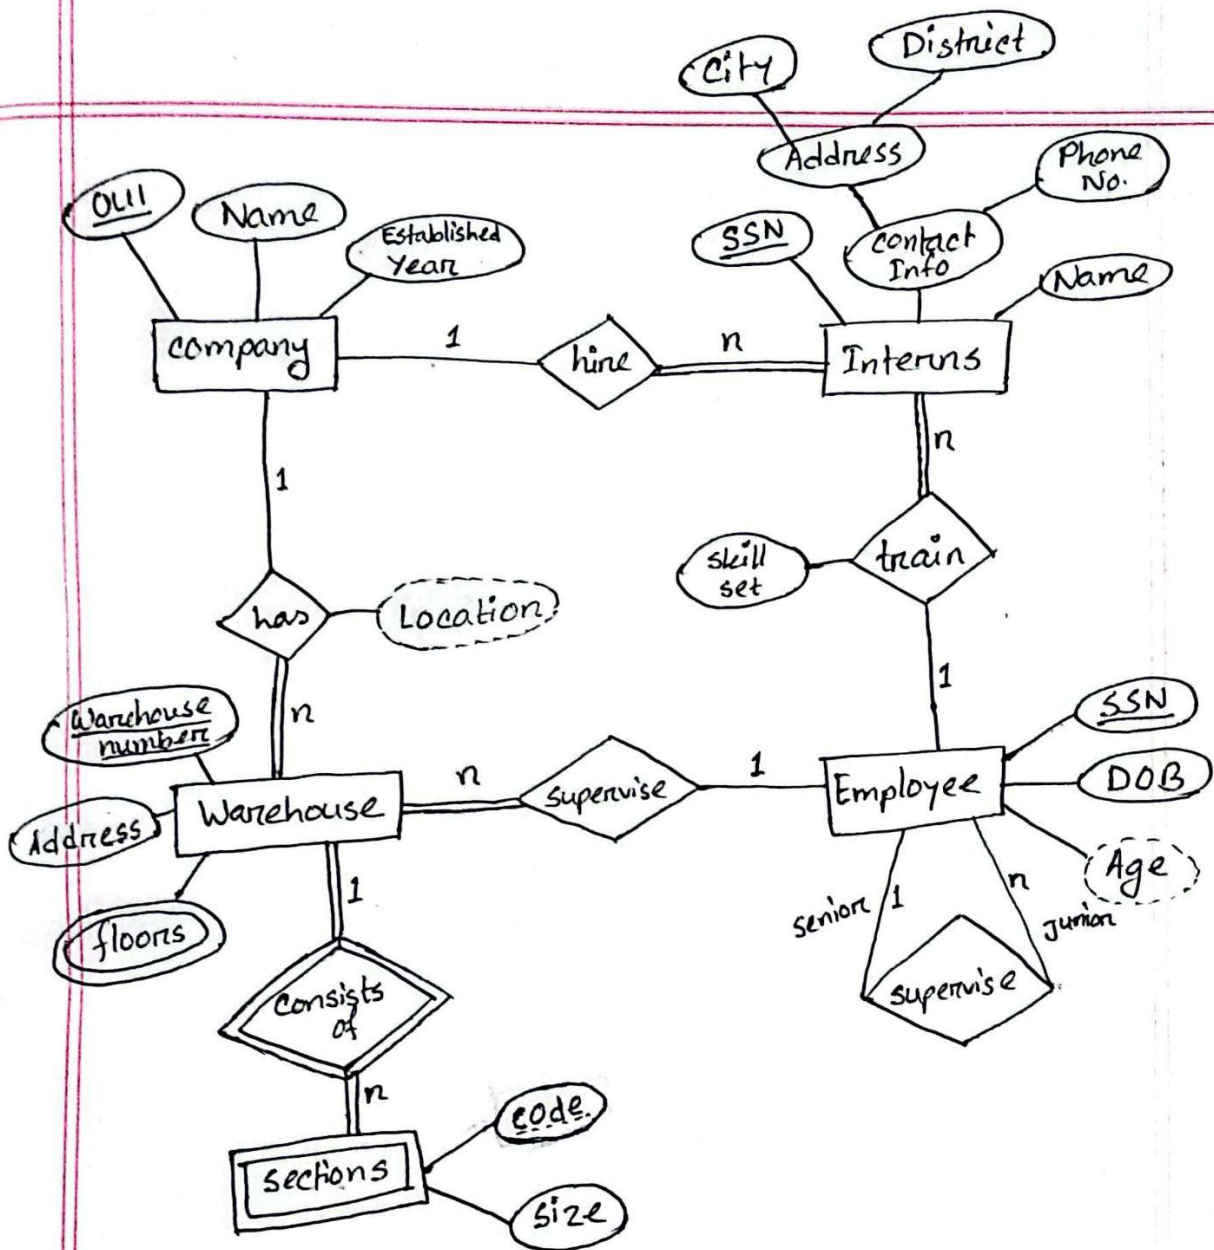 City
District
Address
Phone
No.
OUI
Name
Established
Year
SSN
contact
Info
Name
company
1
hire
n
Interns
1
n
skill
set
train
has
Location
1
n
Warehouse
number
SSN
Address
Warehouse
n
supervise
1
Employee
DOB
Age
floors
1
senior
1
n
junior
supervise
Consists
of
n
code
sections
size